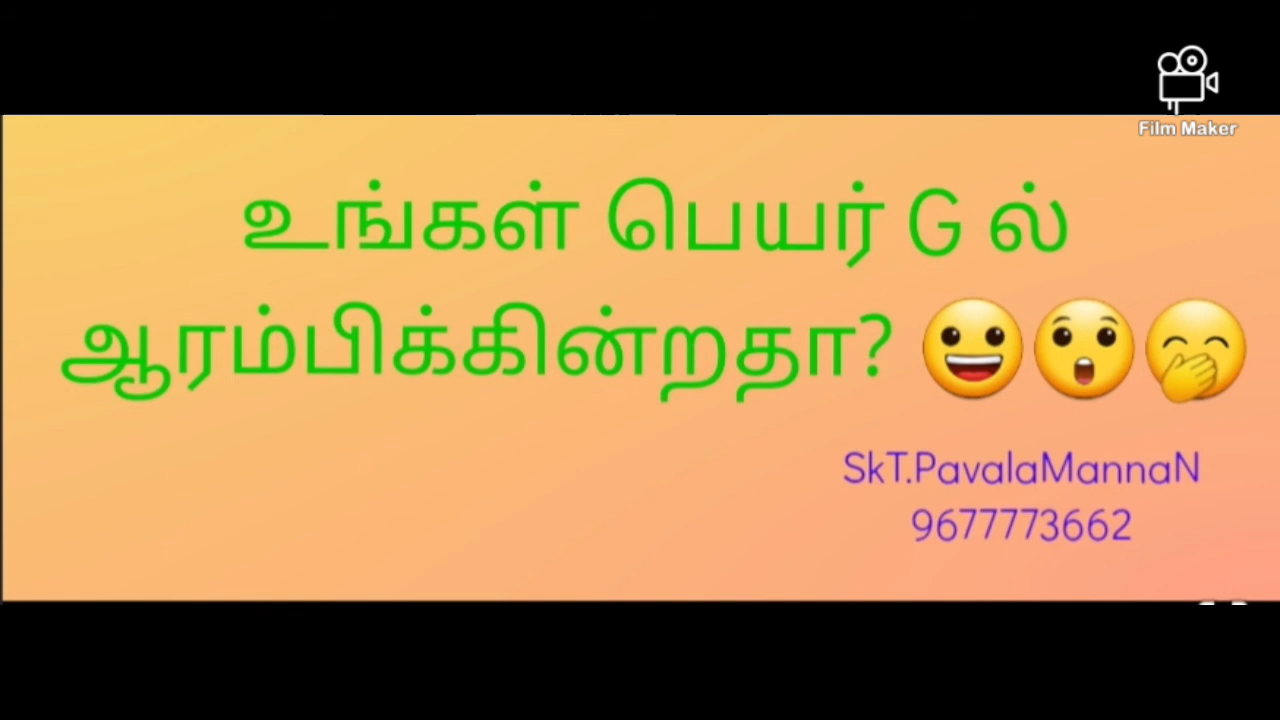 Film Maker
உங்கள் பெயர் G ல்
ஆரம்பிக்கின்றதா? 😀😲🤭
SkT.PavalaMannaN
9677773662